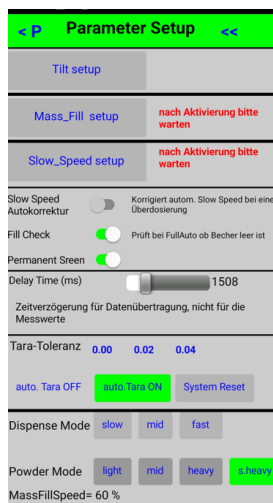 < P Parameter Setup <<
Tilt setup
Mass_Fill setup nach Aktivierung bitte
warten
Slow_Speed setup nach Aktivierung bitte
warten
Slow Speed Korrigiert autom. Slow Speed bei eine
Autokorrektur Überdosierung
Fill Check Prüft bei FullAuto ob Becher leer ist
Permanent Sreen
Delay Time (ms) 1508
Zeitverzögerung für Datenübertragung, nicht für die
Messwerte
Tara-Toleranz 0.00 0.02 0.04
auto. Tara OFF auto.Tara ON System Reset
Dispense Mode slow mid fast
Powder Mode light mid heavy s.heavy
MassFillSpeed= 60 %